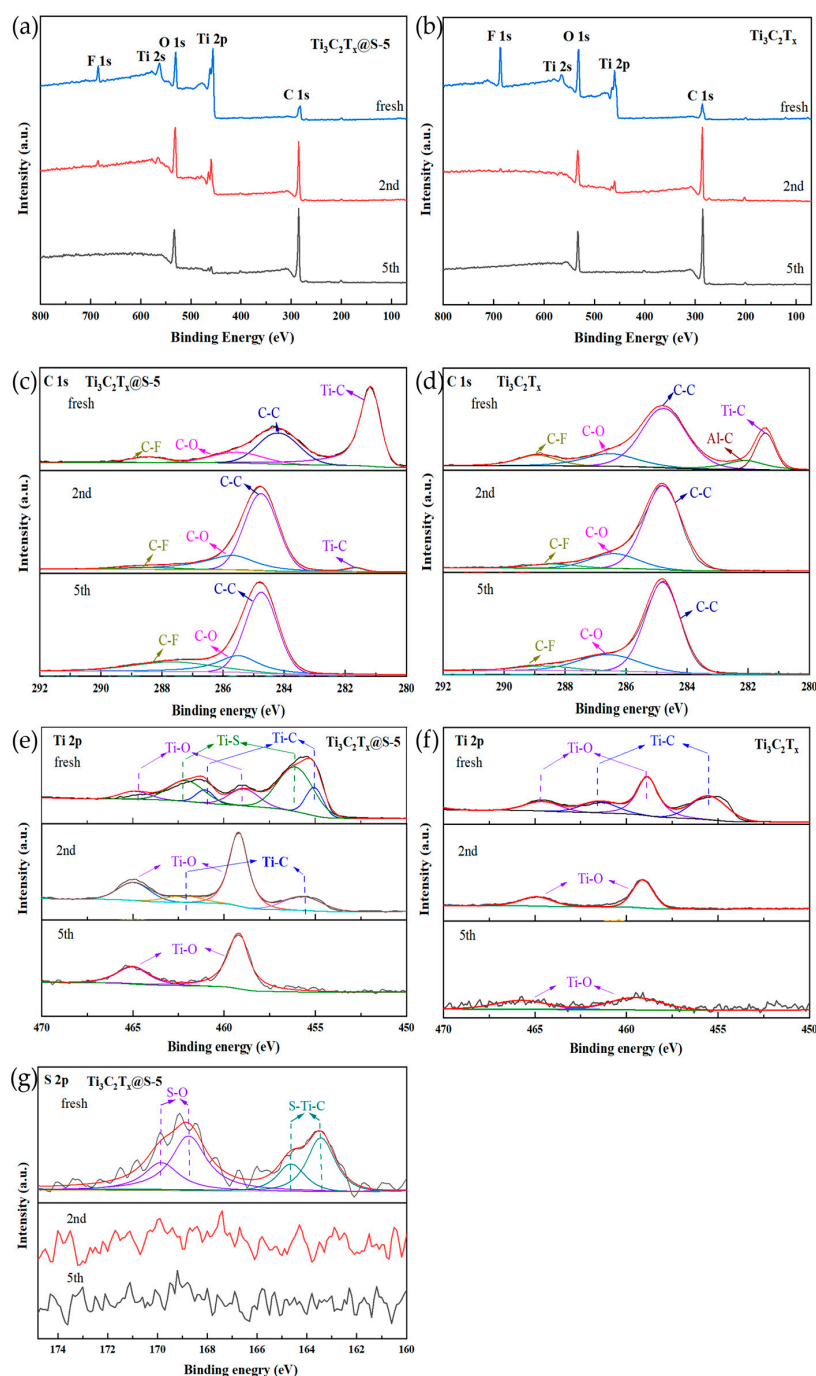 (a)
Ti₃C₂Tₓ@S-5
F 1s
Ti 2s
O 1s
Ti 2p
C 1s
fresh
2nd
5th
Intensity (a.u.)
800 700 600 500 400 300 200 100
Binding Energy (eV)
(b)
Ti₃C₂Tₓ
F 1s
Ti 2s
O 1s
Ti 2p
C 1s
fresh
2nd
5th
Intensity (a.u.)
800 700 600 500 400 300 200 100
Binding Energy (eV)
(c)
C 1s Ti₃C₂Tₓ@S-5
fresh
C-F
C-O
C-C
Ti-C
2nd
C-F
C-O
C-C
Ti-C
5th
C-F
C-O
C-C
Intensity (a.u.)
292 290 288 286 284 282 280
Binding Energy (eV)
(d)
C 1s Ti₃C₂Tₓ
fresh
C-F
C-O
C-C
Al-C
Ti-C
2nd
C-F
C-O
C-C
5th
C-F
C-O
C-C
Intensity (a.u.)
292 290 288 286 284 282 280
Binding Energy (eV)
(e)
Ti 2p Ti₃C₂Tₓ@S-5
fresh
Ti-O
Ti-S
Ti-C
2nd
Ti-O
Ti-C
5th
Ti-O
Intensity (a.u.)
470 465 460 455 450
Binding energy (eV)
(f)
Ti 2p Ti₃C₂Tₓ
fresh
Ti-O
Ti-C
2nd
Ti-O
5th
Ti-O
Intensity (a.u.)
470 465 460 455 450
Binding energy (eV)
(g)
S 2p Ti₃C₂Tₓ@S-5
fresh
S-O
S-Ti-C
2nd
5th
Intensity (a.u.)
174 172 170 168 166 164 162 160
Binding enegry (eV)